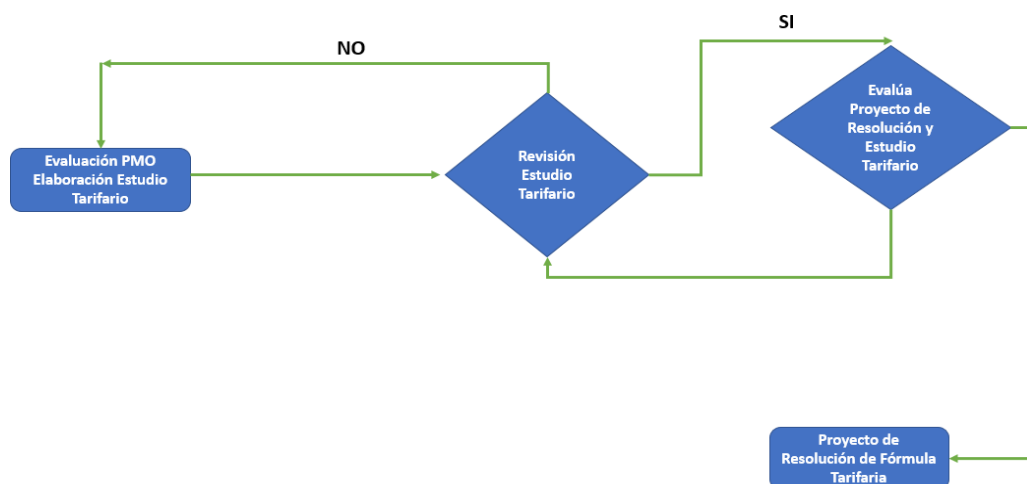 NO
SI
Evaluación PMO
Elaboración Estudio
Tarifario
Revisión
Estudio
Tarifario
Evalúa
Proyecto de
Resolución y
Estudio
Tarifario
Proyecto de
Resolución de Fórmula
Tarifaria